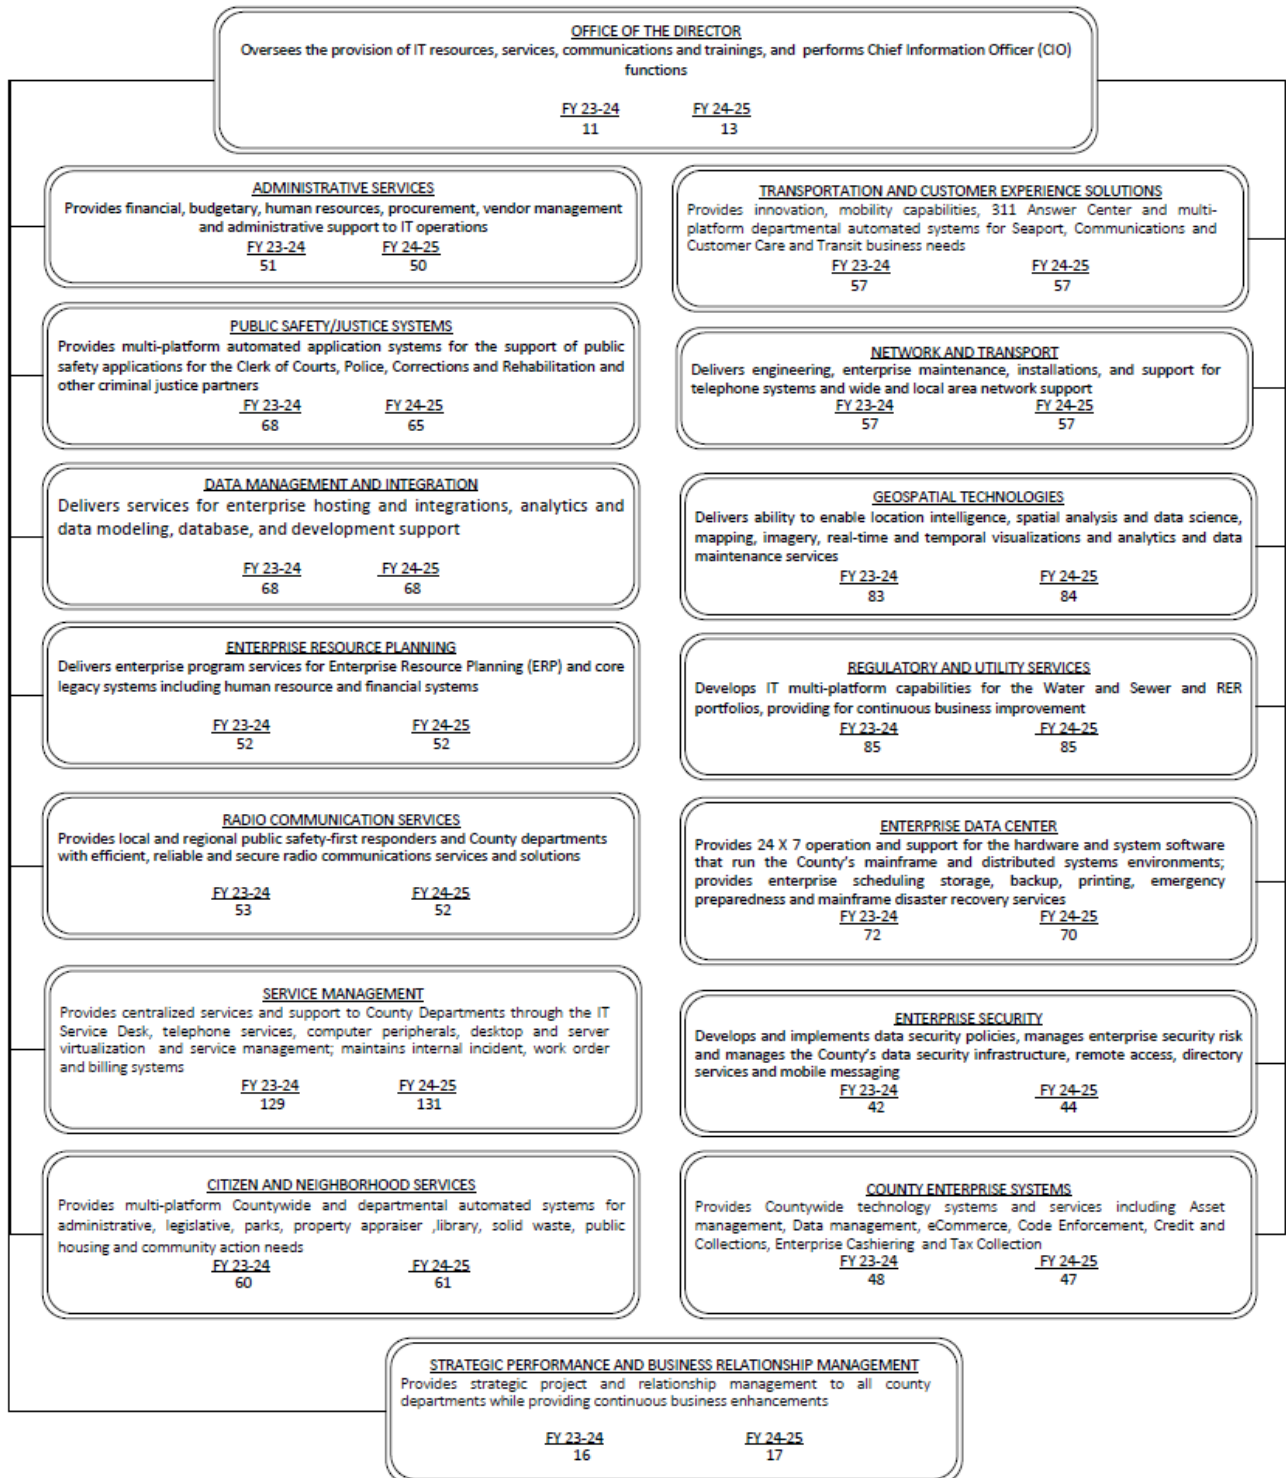 OFFICE OF THE DIRECTOR
Oversees the provision of IT resources, services, communications and trainings, and performs Chief Information Officer (CIO)
functions
FY 23-24 FY 24-25
11 13
ADMINISTRATIVE SERVICES
Provides financial, budgetary, human resources, procurement, vendor management
and administrative support to IT operations
FY 23-24 FY 24-25
51 50
PUBLIC SAFETY/JUSTICE SYSTEMS
Provides multi-platform automated application systems for the support of public
safety applications for the Clerk of Courts, Police, Corrections and Rehabilitation and
other criminal justice partners
FY 23-24 FY 24-25
68 65
DATA MANAGEMENT AND INTEGRATION
Delivers services for enterprise hosting and integrations, analytics and
data modeling, database, and development support
FY 23-24 FY 24-25
68 68
ENTERPRISE RESOURCE PLANNING
Delivers enterprise program services for Enterprise Resource Planning (ERP) and core
legacy systems including human resource and financial systems
FY 23-24 FY 24-25
52 52
RADIO COMMUNICATION SERVICES
Provides local and regional public safety-first responders and County departments
with efficient, reliable and secure radio communications services and solutions
FY 23-24 FY 24-25
53 52
SERVICE MANAGEMENT
Provides centralized services and support to County Departments through the IT
Service Desk, telephone services, computer peripherals, desktop and server
virtualization and service management; maintains internal incident, work order
and billing systems
FY 23-24 FY 24-25
129 131
CITIZEN AND NEIGHBORHOOD SERVICES
Provides multi-platform Countywide and departmental automated systems for
administrative, legislative, parks, property appraiser ,library, solid waste, public
housing and community action needs
FY 23-24 FY 24-25
60 61
TRANSPORTATION AND CUSTOMER EXPERIENCE SOLUTIONS
Provides innovation, mobility capabilities, 311 Answer Center and multi-
platform departmental automated systems for Seaport, Communications and
Customer Care and Transit business needs
FY 23-24 FY 24-25
57 57
NETWORK AND TRANSPORT
Delivers engineering, enterprise maintenance, installations, and support for
telephone systems and wide and local area network support
FY 23-24 FY 24-25
57 57
GEOSPATIAL TECHNOLOGIES
Delivers ability to enable location intelligence, spatial analysis and data science,
mapping, imagery, real-time and temporal visualizations and analytics and data
maintenance services
FY 23-24 FY 24-25
83 84
REGULATORY AND UTILITY SERVICES
Develops IT multi-platform capabilities for the Water and Sewer and RER
portfolios, providing for continuous business improvement
FY 23-24 FY 24-25
85 85
ENTERPRISE DATA CENTER
Provides 24 X 7 operation and support for the hardware and system software
that run the County's mainframe and distributed systems environments;
provides enterprise scheduling storage, backup, printing, emergency
preparedness and mainframe disaster recovery services
FY 23-24 FY 24-25
72 70
ENTERPRISE SECURITY
Develops and implements data security policies, manages enterprise security risk
and manages the County's data security infrastructure, remote access, directory
services and mobile messaging
FY 23-24 FY 24-25
42 44
COUNTY ENTERPRISE SYSTEMS
Provides Countywide technology systems and services including Asset
management, Data management, eCommerce, Code Enforcement, Credit and
Collections, Enterprise Cashiering and Tax Collection
FY 23-24 FY 24-25
48 47
STRATEGIC PERFORMANCE AND BUSINESS RELATIONSHIP MANAGEMENT
Provides strategic project and relationship management to all county
departments while providing continuous business enhancements
FY 23-24 FY 24-25
16 17